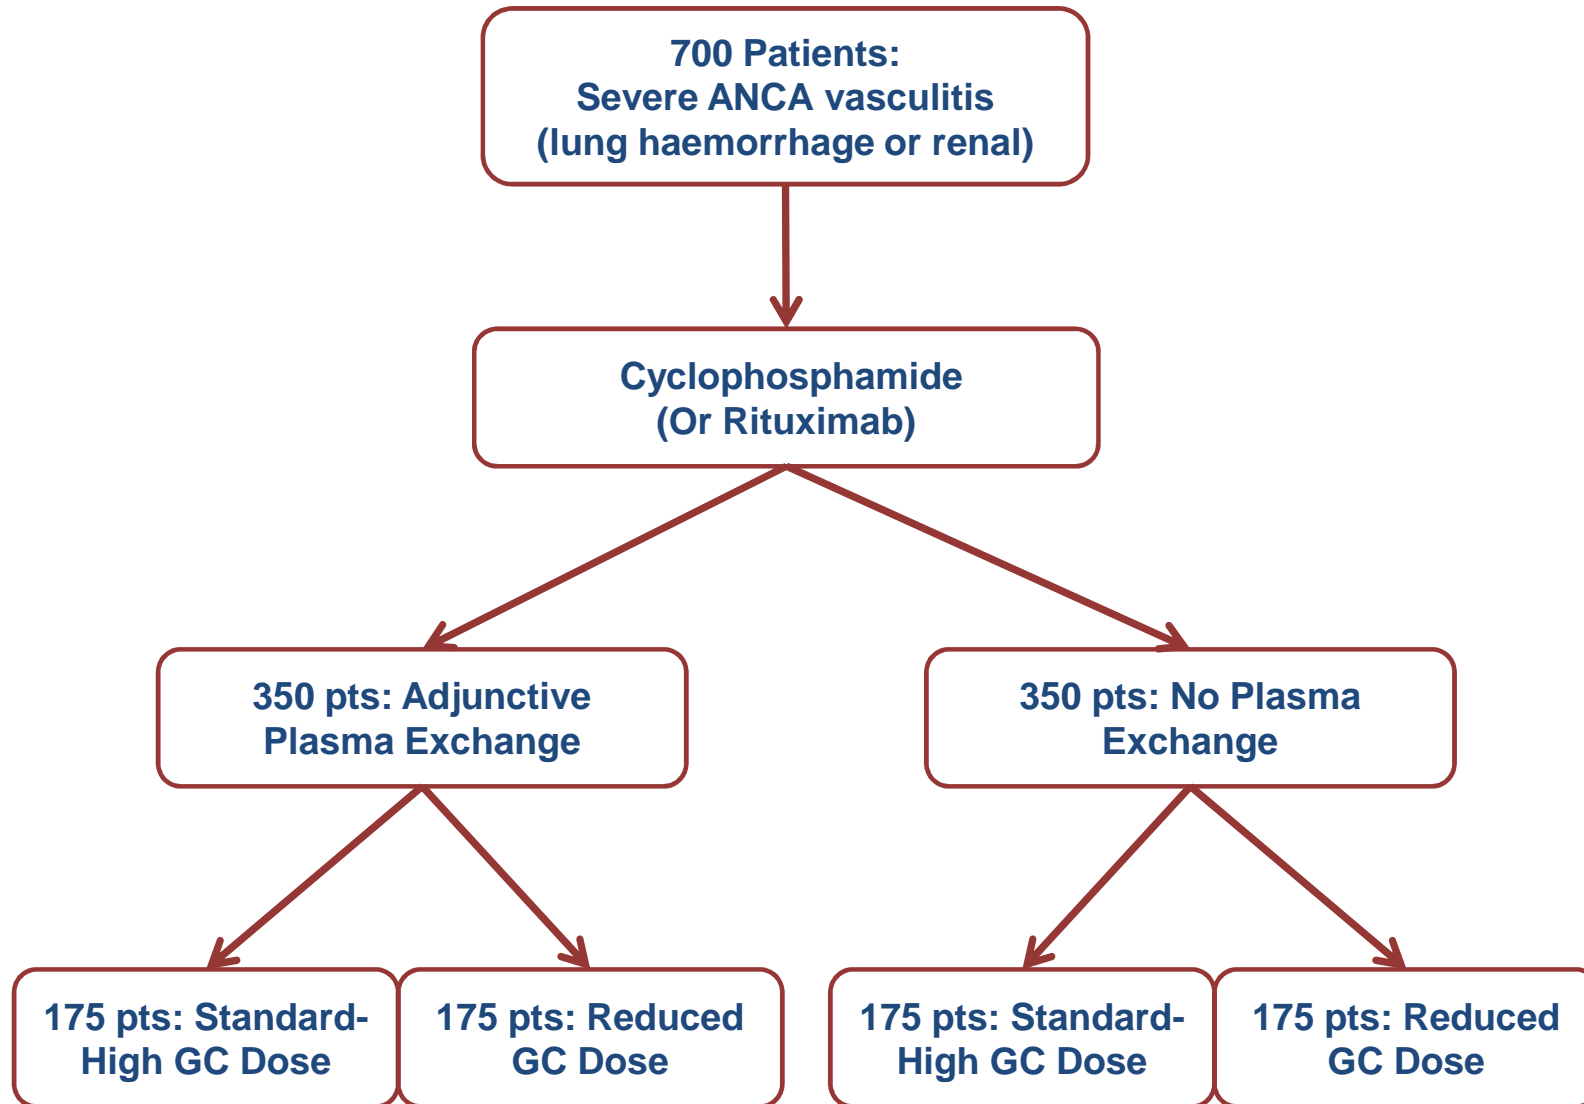 700 Patients:
Severe ANCA vasculitis
(lung haemorrhage or renal)
Cyclophosphamide
(Or Rituximab)
350 pts: Adjunctive
Plasma Exchange
350 pts: No Plasma
Exchange
175 pts: Standard-
High GC Dose
175 pts: Reduced
GC Dose
175 pts: Standard-
High GC Dose
175 pts: Reduced
GC Dose